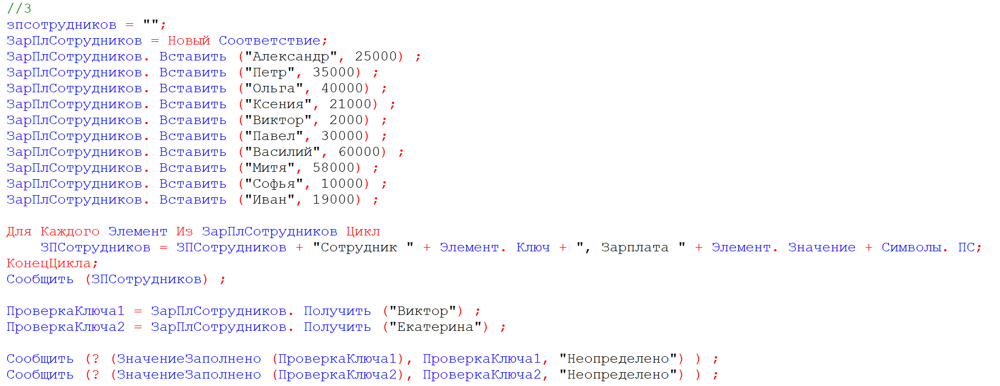 //3
зпсотрудников = "";
ЗарПлСотрудников = Новый Соответствие;
ЗарПлСотрудников. Вставить ("Александр", 25000) ;
ЗарПлСотрудников. Вставить ("Петр", 35000) ;
ЗарПлСотрудников. Вставить ("Ольга", 40000) ;
ЗарПлСотрудников. Вставить ("Ксения", 21000) ;
ЗарПлСотрудников. Вставить ("Виктор", 2000) ;
ЗарПлСотрудников. Вставить ("Павел", 30000) ;
ЗарПлСотрудников. Вставить ("Василий", 60000) ;
ЗарПлСотрудников. Вставить ("Митя", 58000) ;
ЗарПлСотрудников. Вставить ("Софья", 10000) ;
ЗарПлСотрудников. Вставить ("Иван", 19000) ;
Для Каждого Элемент Из ЗарПлСотрудников Цикл
    ЗПСотрудников = ЗПСотрудников + "Сотрудник " + Элемент. Ключ + ", Зарплата " + Элемент. Значение + Символы. ПС;
КонецЦикла;
Сообщить (ЗПСотрудников) ;
ПроверкаКлюча1 = ЗарПлСотрудников. Получить ("Виктор") ;
ПроверкаКлюча2 = ЗарПлСотрудников. Получить ("Екатерина") ;
Сообщить (? (ЗначениеЗаполнено (ПроверкаКлюча1), ПроверкаКлюча1, "Неопределено") ) ;
Сообщить (? (ЗначениеЗаполнено (ПроверкаКлюча2), ПроверкаКлюча2, "Неопределено") ) ;